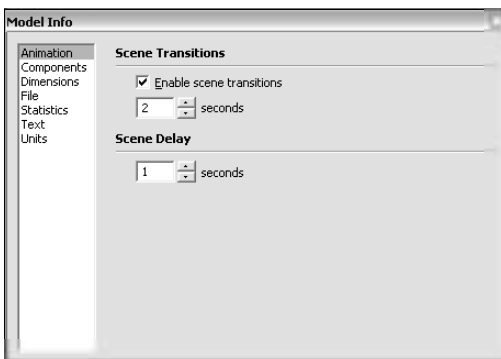 Model Info
Animation
Components
Dimensions
File
Statistics
Text
Units
Scene Transitions
Enable scene transitions
2 seconds
Scene Delay
1 seconds